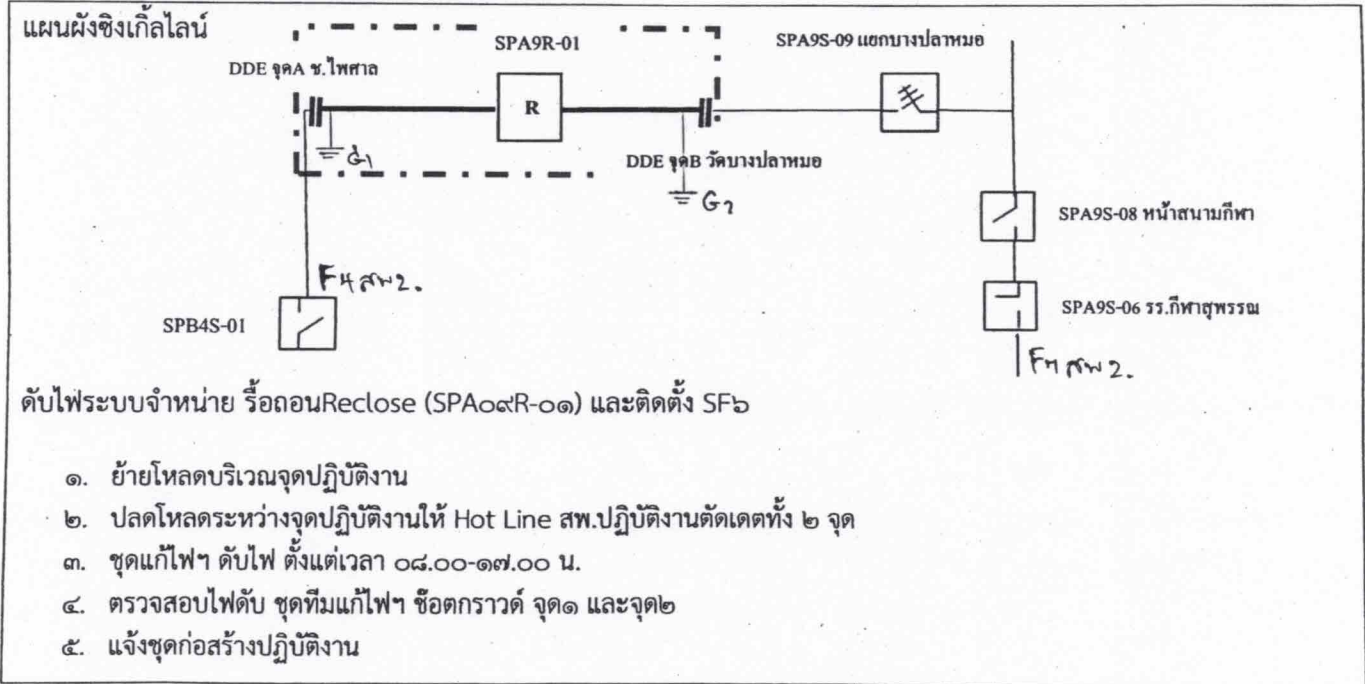 แผนผังซิงเกิ้ลไลน์
SPA9R-01
SPA9S-09 แยกบางปลาหมอ
DDE จุดA ช.ไพศาล
R
G1
DDE จุดB วัดบางปลาหมอ
G2
SPA9S-08 หน้าสนามกีฬา
F4 สพ2.
SPB4S-01
SPA9S-06 รร.กีฬาสุพรรณ
สพ2.
ดับไฟระบบจำหน่าย รื้อถอนReclose (SPA๐๙R-๐๑) และติดตั้ง SF๖
๑. ย้ายโหลดบริเวณจุดปฏิบัติงาน
๒. ปลดโหลดระหว่างจุดปฏิบัติงานให้ Hot Line สพ.ปฏิบัติงานตัดเดตทั้ง ๒ จุด
๓. ชุดแก้ไฟฯ ดับไฟ ตั้งแต่เวลา ๐๘.๐๐-๑๗.๐๐ น.
๔. ตรวจสอบไฟดับ ชุดทีมแก้ไฟฯ ช๊อตกราวด์ จุด๑ และจุด๒
๕. แจ้งชุดก่อสร้างปฏิบัติงาน